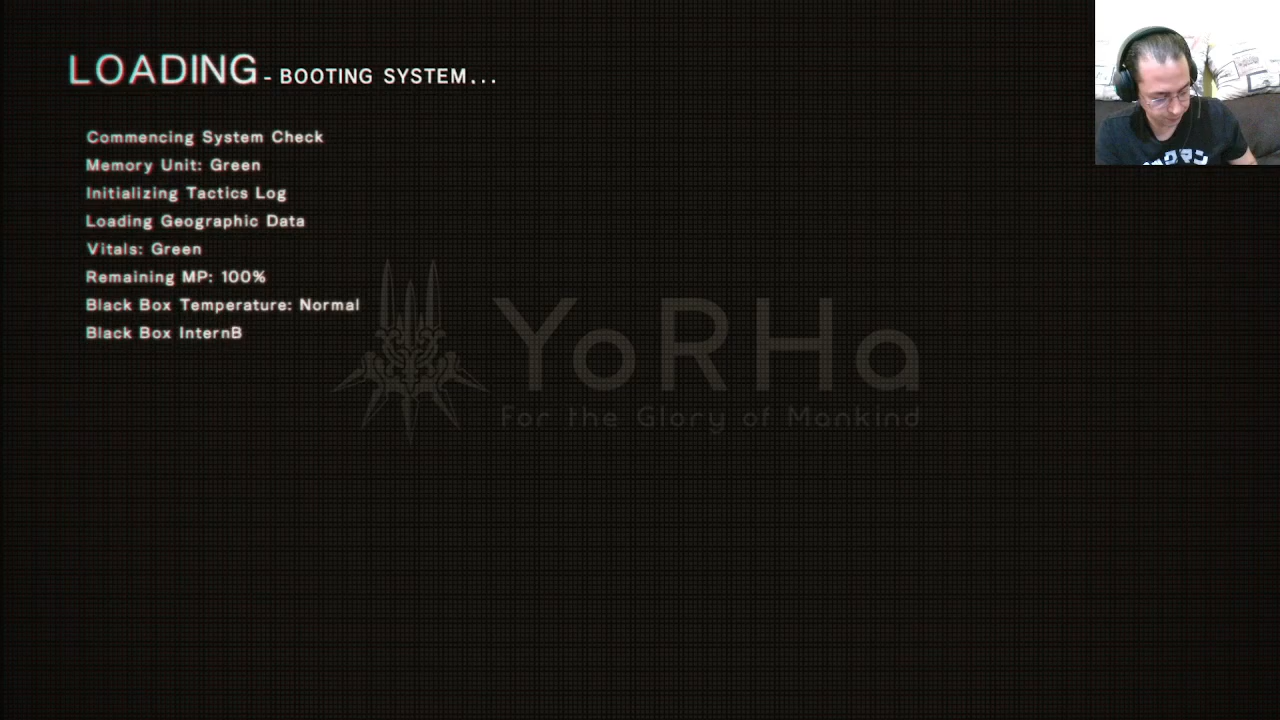 LOADING - BOOTING SYSTEM...
Commencing System Check
Memory Unit: Green
Initializing Tactics Log
Loading Geographic Data
Vitals: Green
Remaining MP: 100%
Black Box Temperature: Normal
Black Box InternB
YoRHa
For the Glory of Mankind